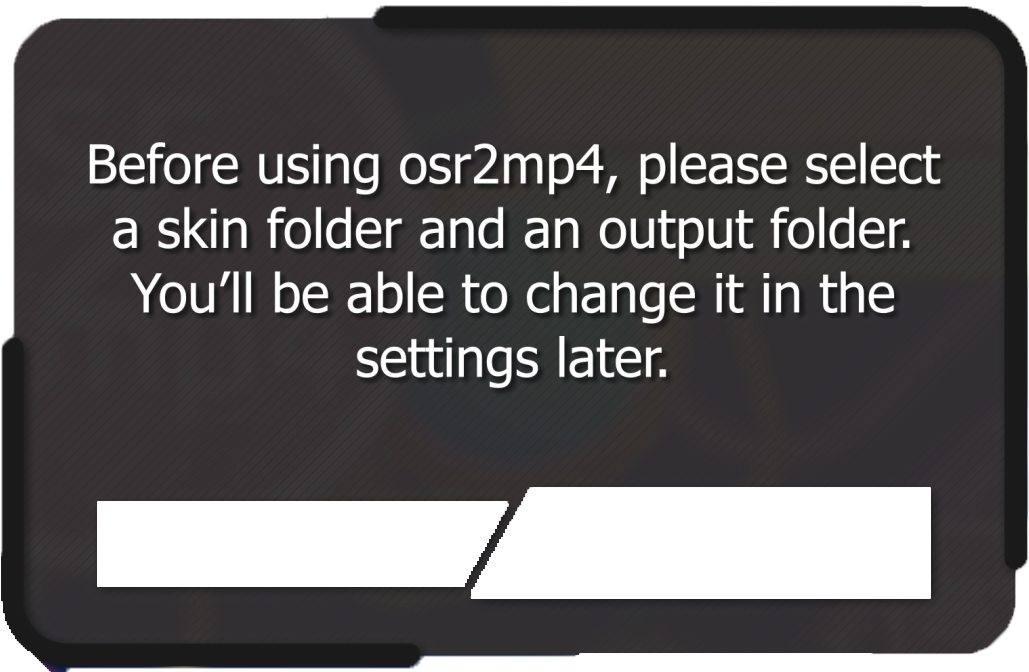 Before using osr2mp4, please select
a skin folder and an output folder.
You’ll be able to change it in the
settings later.